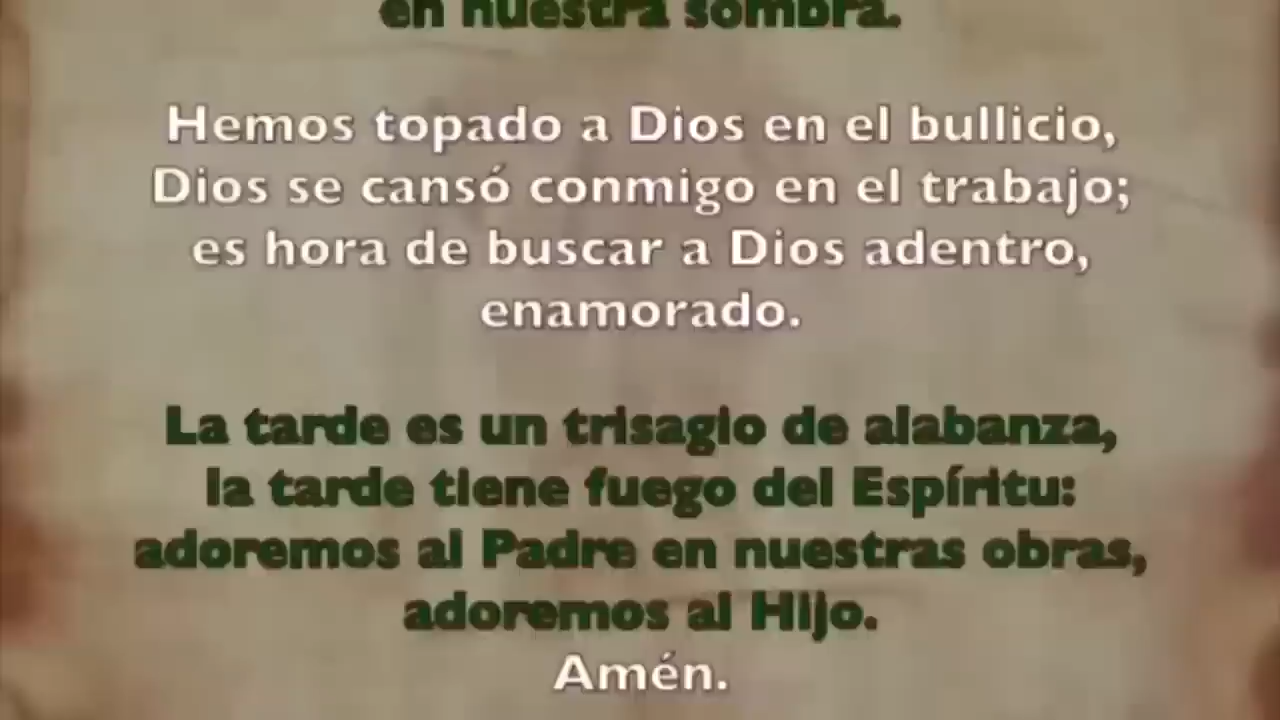 en nuestra sombra.
Hemos topado a Dios en el bullicio,
Dios se cansó conmigo en el trabajo;
es hora de buscar a Dios adentro,
enamorado.
La tarde es un trisagio de alabanza,
la tarde tiene fuego del Espíritu:
adoremos al Padre en nuestras obras,
adoremos al Hijo.
Amén.